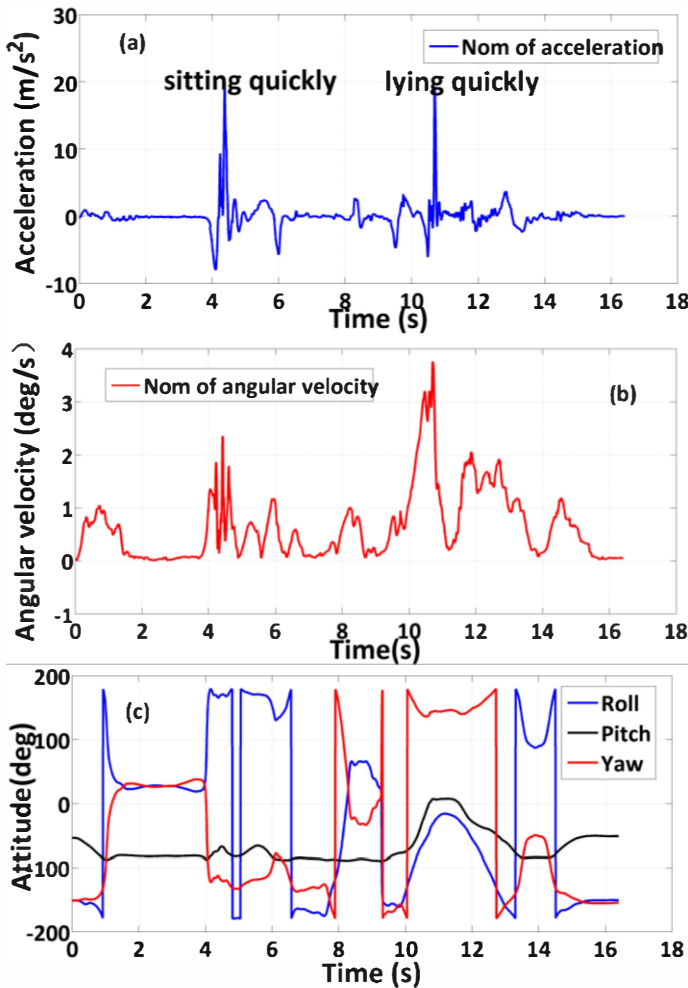 (a)
Nom of acceleration
sitting quickly
lying quickly
Acceleration (m/s²)
30
20
10
0
-10
0 2 4 6 8 10 12 14 16 18
Time (s)
Nom of angular velocity
(b)
Angular velocity (deg/s)
4
3
2
1
0
-1
0 2 4 6 8 10 12 14 16 18
Time(s)
(c)
Roll
Pitch
Yaw
Attitude(deg)
200
100
0
-100
-200
0 2 4 6 8 10 12 14 16 18
Time (s)